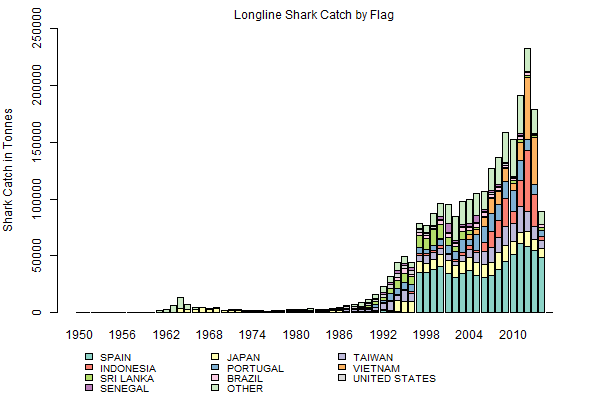 Longline Shark Catch by Flag
Shark Catch in Tonnes
250000
200000
150000
100000
50000
0
1950 1956 1962 1968 1974 1980 1986 1992 1998 2004 2010
SPAIN JAPAN TAIWAN
INDONESIA PORTUGAL VIETNAM
SRI LANKA BRAZIL UNITED STATES
SENEGAL OTHER